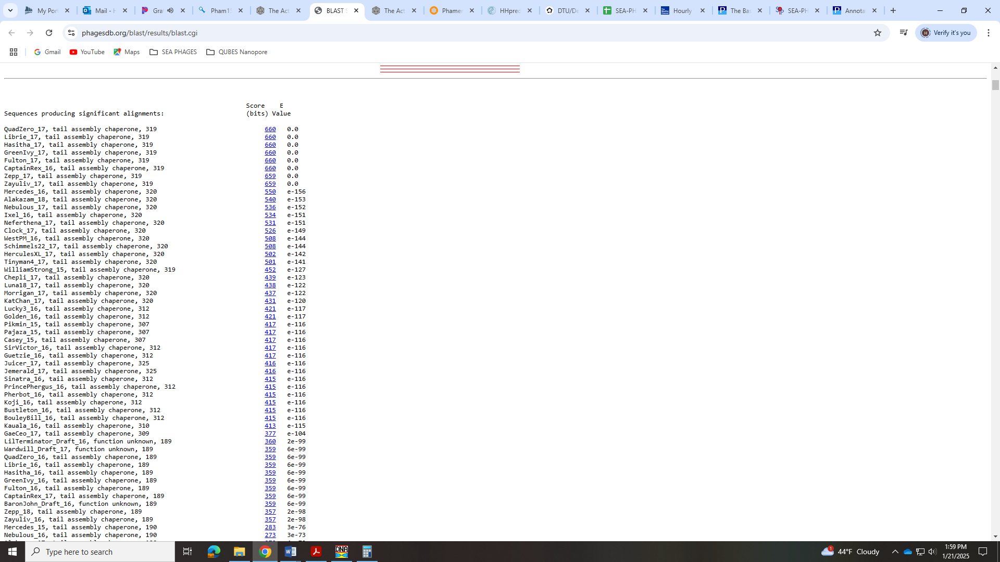 My Port
Mail - H
Gra
Pham15
The Act
BLAST S
The Act
Phamer
HHpred
DTU/De
SEA-PH
Hourly
The Bas
SEA-PH
Annota
phagesdb.org/blast/results/blast.cgi
Verify it's you
Gmail
YouTube
Maps
SEA PHAGES
QUBES Nanopore
Score E
Sequences producing significant alignments: (bits) Value
QuadZero_17, tail assembly chaperone, 319 660 0.0
Librie_17, tail assembly chaperone, 319 660 0.0
Hasitha_17, tail assembly chaperone, 319 660 0.0
GreenIvy_17, tail assembly chaperone, 319 660 0.0
Fulton_17, tail assembly chaperone, 319 660 0.0
CaptainRex_16, tail assembly chaperone, 319 660 0.0
Zepp_17, tail assembly chaperone, 319 659 0.0
Zayuliv_17, tail assembly chaperone, 319 659 0.0
Mercedes_16, tail assembly chaperone, 320 550 e-156
Alakazam_18, tail assembly chaperone, 320 540 e-153
Nebulous_17, tail assembly chaperone, 320 536 e-152
Ixel_16, tail assembly chaperone, 320 534 e-151
Neferthena_17, tail assembly chaperone, 320 531 e-151
Clock_17, tail assembly chaperone, 320 526 e-149
WestPM_16, tail assembly chaperone, 320 508 e-144
Schimmels22_17, tail assembly chaperone, 320 508 e-144
HerculesXL_17, tail assembly chaperone, 320 502 e-142
Tinyman4_17, tail assembly chaperone, 320 501 e-141
WilliamStrong_15, tail assembly chaperone, 319 452 e-127
Chepli_17, tail assembly chaperone, 320 439 e-123
Luna18_17, tail assembly chaperone, 320 438 e-122
Morrigan_17, tail assembly chaperone, 320 437 e-122
KatChan_17, tail assembly chaperone, 320 431 e-120
Lucky3_16, tail assembly chaperone, 312 421 e-117
Golden_16, tail assembly chaperone, 312 421 e-117
Pikmin_15, tail assembly chaperone, 307 417 e-116
Pajaza_15, tail assembly chaperone, 307 417 e-116
Casey_15, tail assembly chaperone, 307 417 e-116
SirVictor_16, tail assembly chaperone, 312 417 e-116
Guetzie_16, tail assembly chaperone, 312 417 e-116
Juicer_17, tail assembly chaperone, 325 416 e-116
Jemerald_17, tail assembly chaperone, 325 416 e-116
Sinatra_16, tail assembly chaperone, 312 415 e-116
PrincePhergus_16, tail assembly chaperone, 312 415 e-116
Pherbot_16, tail assembly chaperone, 312 415 e-116
Koji_16, tail assembly chaperone, 312 415 e-116
Bustleton_16, tail assembly chaperone, 312 415 e-116
BouleyBill_16, tail assembly chaperone, 312 415 e-116
Kauala_16, tail assembly chaperone, 310 413 e-115
GaeCeo_17, tail assembly chaperone, 309 377 e-104
LilTerminator_Draft_16, function unknown, 189 360 2e-99
Wardwill_Draft_17, function unknown, 189 359 6e-99
QuadZero_16, tail assembly chaperone, 189 359 6e-99
Librie_16, tail assembly chaperone, 189 359 6e-99
Hasitha_16, tail assembly chaperone, 189 359 6e-99
GreenIvy_16, tail assembly chaperone, 189 359 6e-99
Fulton_16, tail assembly chaperone, 189 359 6e-99
CaptainRex_17, tail assembly chaperone, 189 359 6e-99
BaronJohn_Draft_16, function unknown, 189 359 6e-99
Zepp_18, tail assembly chaperone, 189 357 2e-98
Zayuliv_16, tail assembly chaperone, 189 357 2e-98
Mercedes_15, tail assembly chaperone, 190 283 3e-76
Nebulous_16, tail assembly chaperone, 190 273 3e-73
Type here to search
DNA
1
44°F Cloudy
1:59 PM
1/21/2025